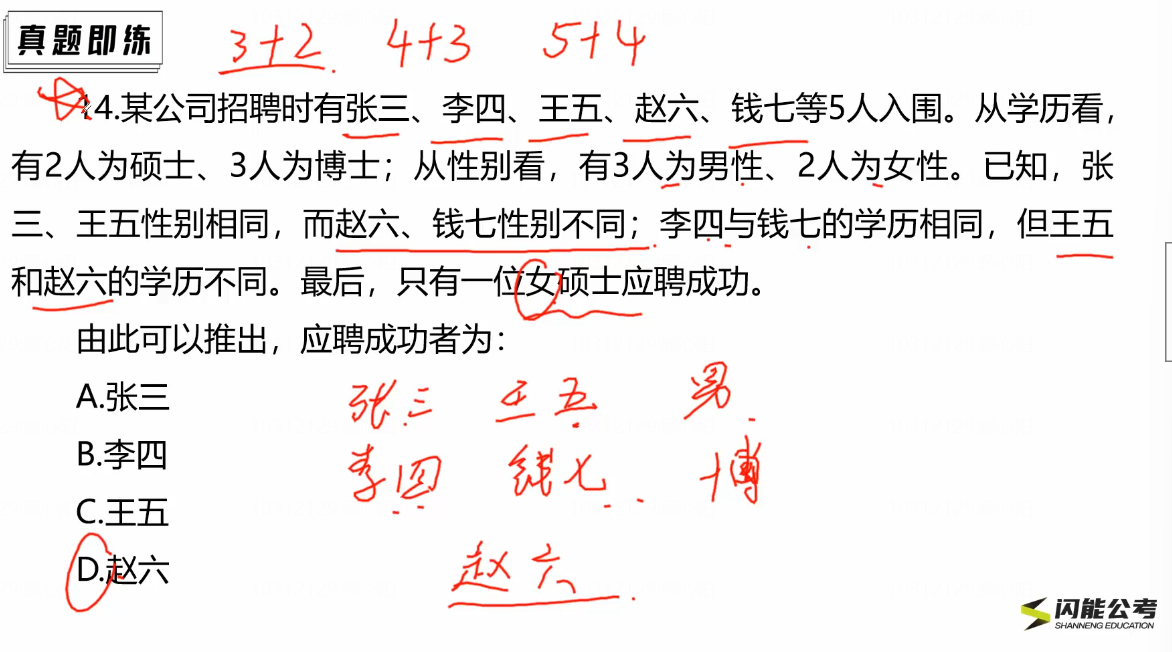 真题即练
3+2 4+3 5+4
14.某公司招聘时有张三、李四、王五、赵六、钱七等5人入围。从学历看，
有2人为硕士、3人为博士；从性别看，有3人为男性、2人为女性。已知，张
三、王五性别相同，而赵六、钱七性别不同；李四与钱七的学历相同，但王五
和赵六的学历不同。最后，只有一位女硕士应聘成功。
由此可以推出，应聘成功者为：
A.张三
张三 王五 男
B.李四
李四 钱七 博
C.王五
D.赵六
赵六
闪能公考
SHANNENG EDUCATION